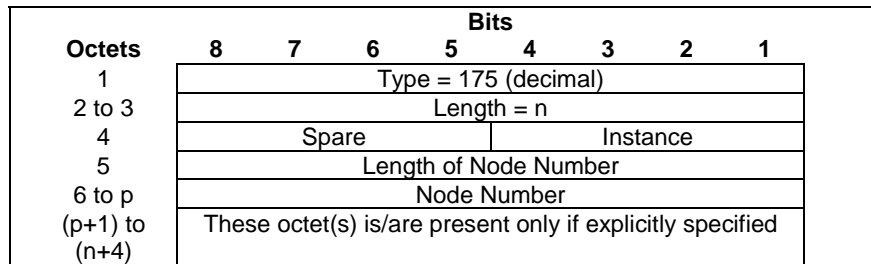 Bits
Octets 8 7 6 5 4 3 2 1
1 Type = 175 (decimal)
2 to 3 Length = n
4 Spare Instance
5 Length of Node Number
6 to p Node Number
(p+1) to These octet(s) is/are present only if explicitly specified
(n+4)